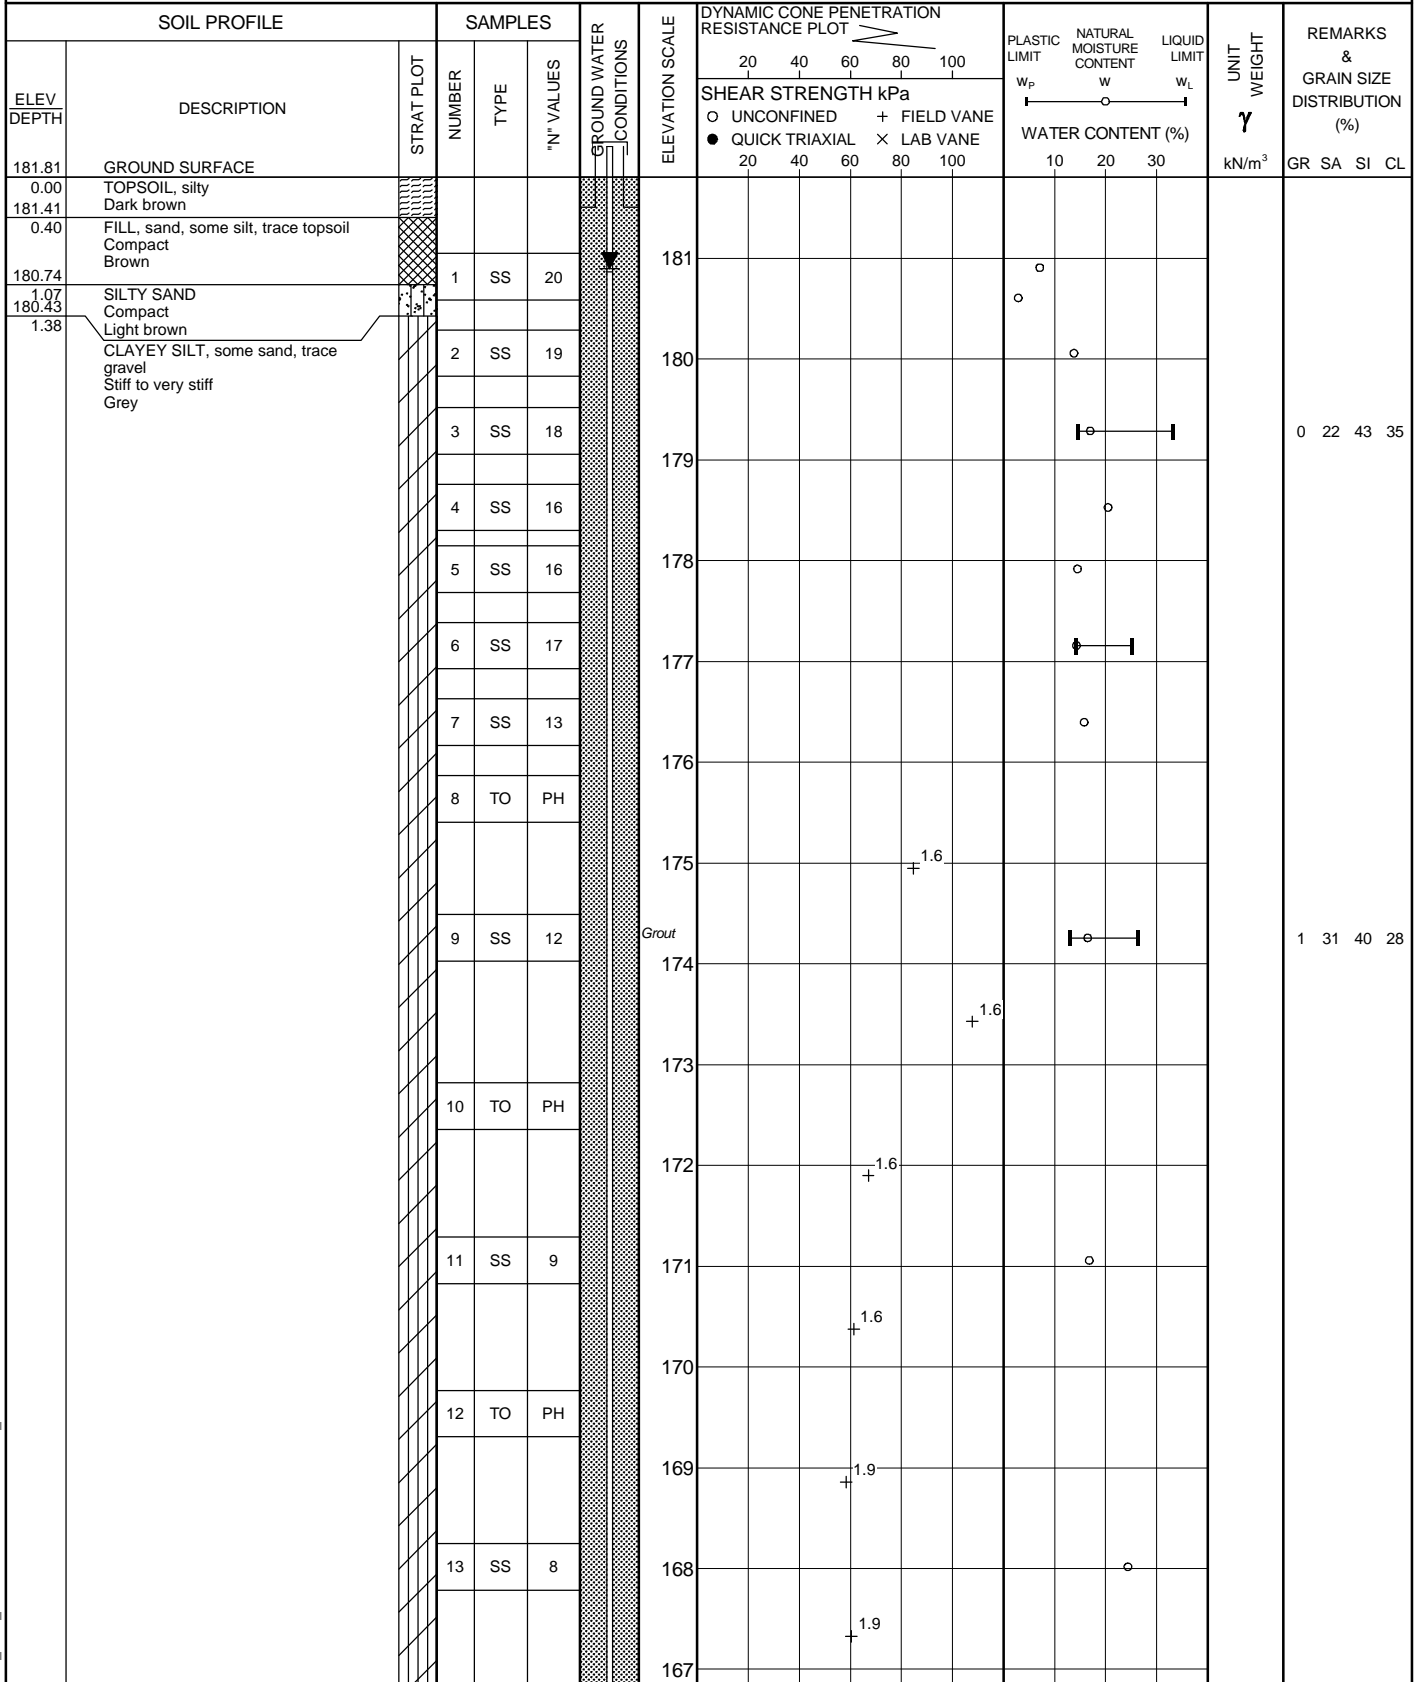 SOIL PROFILE
SAMPLES
GROUND WATER
CONDITIONS
ELEVATION SCALE
DYNAMIC CONE PENETRATION
RESISTANCE PLOT
20 40 60 80 100
SHEAR STRENGTH kPa
UNCONFINED + FIELD VANE
QUICK TRIAXIAL × LAB VANE
20 40 60 80 100
PLASTIC
LIMIT
NATURAL
MOISTURE
CONTENT
LIQUID
LIMIT
WP W WL
WATER CONTENT (%)
10 20 30
UNIT
WEIGHT
γ
kN/m³
REMARKS
&
GRAIN SIZE
DISTRIBUTION
(%)
GR SA SI CL
ELEV
DEPTH
DESCRIPTION
STRAT PLOT
NUMBER
TYPE
"N" VALUES
181.81 GROUND SURFACE
0.00 TOPSOIL, silty
181.41 Dark brown
0.40 FILL, sand, some silt, trace topsoil
Compact
Brown
180.74
1.07 SILTY SAND
180.43 Compact
1.38 Light brown
CLAYEY SILT, some sand, trace
gravel
Stiff to very stiff
Grey
181
1 SS 20
2 SS 19
180
3 SS 18
0 22 43 35
179
4 SS 16
178
5 SS 16
6 SS 17
177
7 SS 13
176
8 TO PH
175
1.6
9 SS 12
Grout
1 31 40 28
174
1.6
173
10 TO PH
172
1.6
11 SS 9
171
1.6
170
12 TO PH
169
1.9
13 SS 8
168
1.9
167